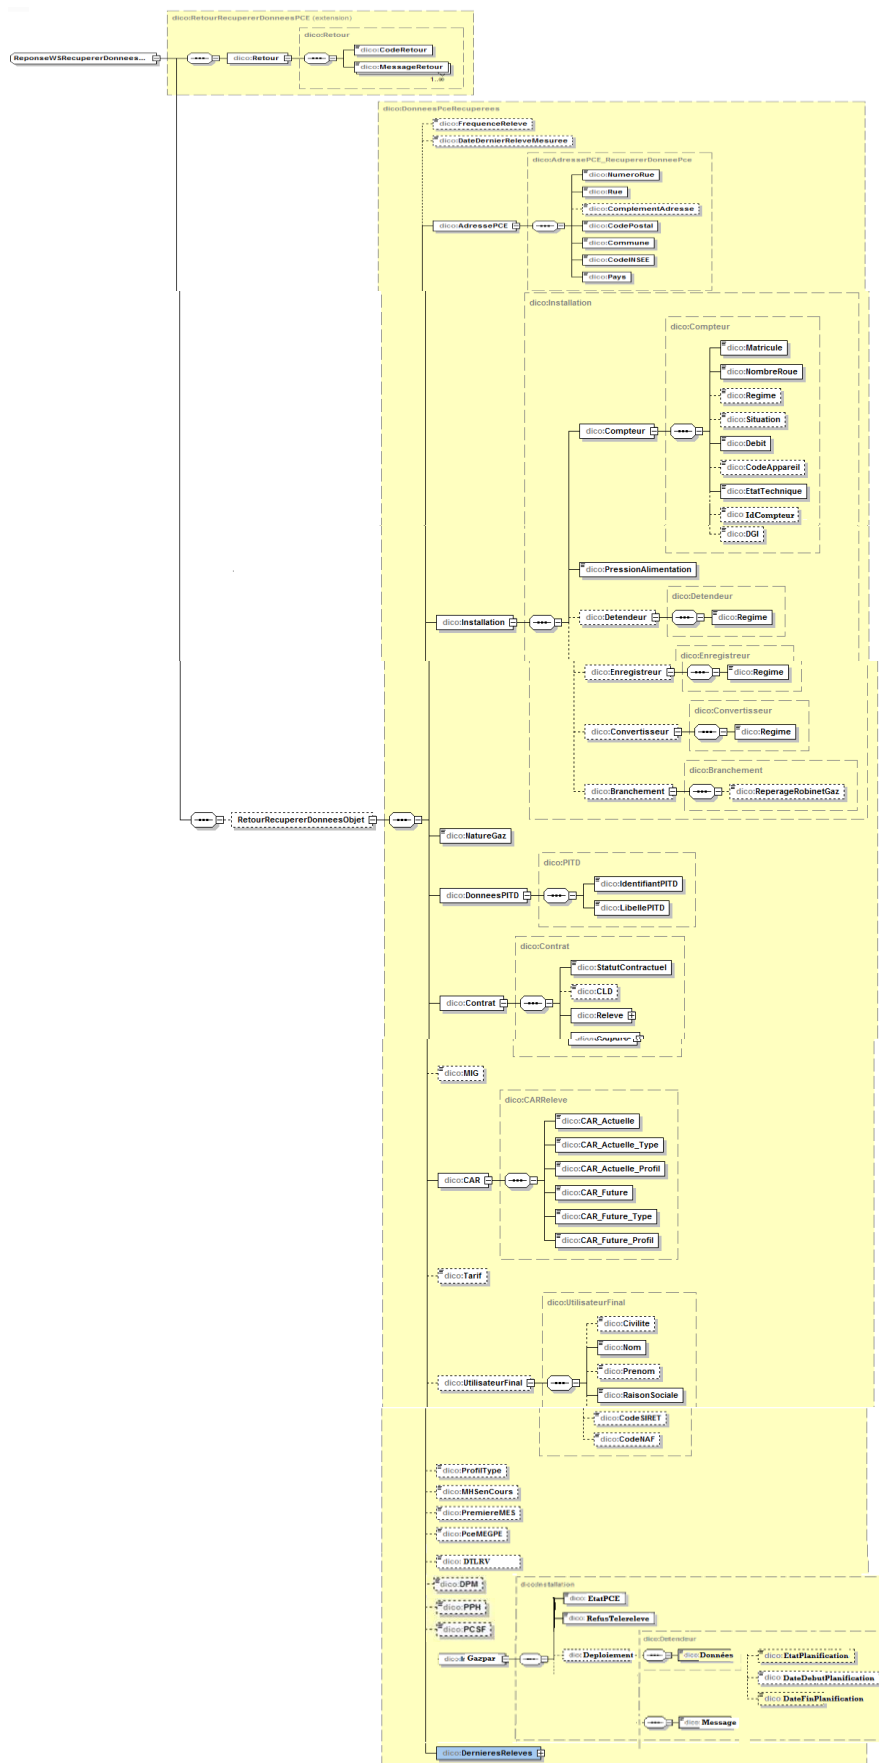 dico:RetourRecupererDonneesPCE (extension)
dico:Retour
ReponseWSRecupererDonnees...
dico:Retour
dico:CodeRetour
dico:MessageRetour
1..∞
dico:DonneesPceRecuperees
dico:FrequenceReleve
dico:DateDernierReleveMesuree
dico:AdressePCE_RecupererDonneePce
dico:NumeroRue
dico:Rue
dico:ComplementAdresse
dico:AdressePCE
dico:CodePostal
dico:Commune
dico:CodeINSEE
dico:Pays
dico:Installation
dico:Compteur
dico:Matricule
dico:NombreRoue
dico:Regime
dico:Situation
dico:Compteur
dico:Debit
dico:CodeAppareil
dico:EtatTechnique
dico IdCompteur
dico:DGI
dico:PressionAlimentation
dico:Detendeur
dico:Installation
dico:Detendeur
dico:Regime
dico:Enregistreur
dico:Enregistreur
dico:Regime
dico:Convertisseur
dico:Convertisseur
dico:Regime
dico:Branchement
dico:Branchement
dico:ReperageRobinetGaz
RetourRecupererDonneesObjet
dico:NatureGaz
dico:PITD
dico:DonneesPITD
dico:IdentifiantPITD
dico:LibellePITD
dico:Contrat
dico:StatutContractuel
dico:CLD
dico:Contrat
dico:Releve
dico:MIG
dico:CARReleve
dico:CAR_Actuelle
dico:CAR_Actuelle_Type
dico:CAR_Actuelle_Profil
dico:CAR
dico:CAR_Future
dico:CAR_Future_Type
dico:CAR_Future_Profil
dico:Tarif
dico:UtilisateurFinal
dico:Civilite
dico:Nom
dico:Prenom
dico:UtilisateurFinal
dico:RaisonSociale
dico:CodeSIRET
dico:CodeNAF
dico:ProfilType
dico:MHSenCours
dico:PremiereMES
dico:PceMEGPE
dico: DTLRV
dico:DPM
dico:Installation
dico: EtatPCE
dico:PPH
dico: RefusTelereleve
dico:PCSF
dico:Detendeur
Gazpar
dico: Deploiement
dico:Données
dico:EtatPlanification
dico: DateDebutPlanification
dico DateFinPlanification
dico:Message
dico:DernieresReleves